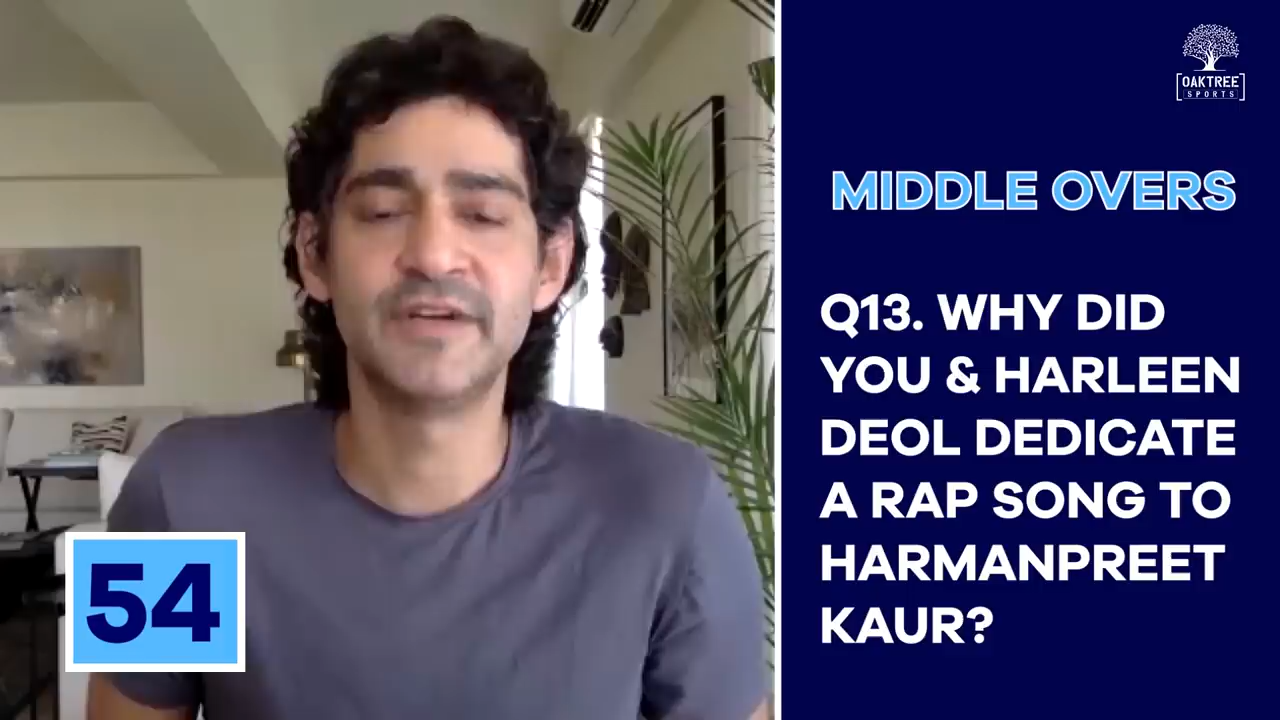 [OAKTREE]
SPORTS
MIDDLE OVERS
Q13. WHY DID
YOU & HARLEEN
DEOL DEDICATE
A RAP SONG TO
HARMANPREET
KAUR?
54